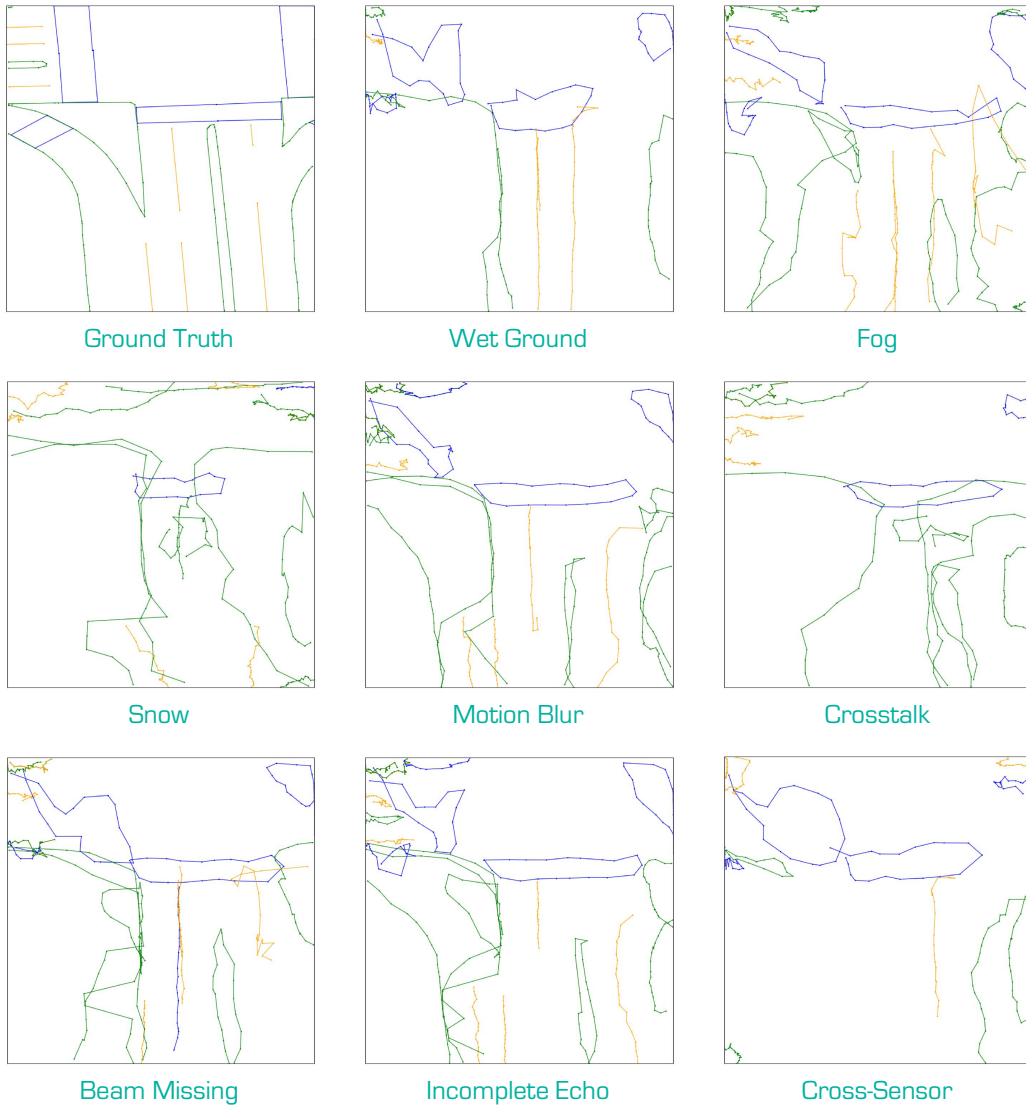 Ground Truth
Wet Ground
Fog
Snow
Motion Blur
Crosstalk
Beam Missing
Incomplete Echo
Cross-Sensor